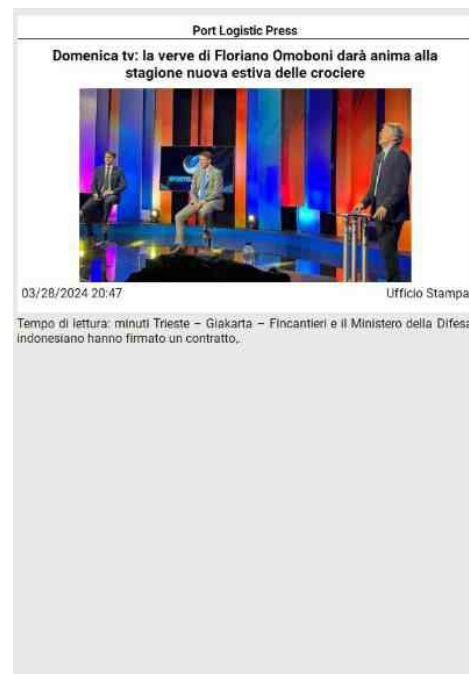 Port Logistic Press
Domenica tv: la verve di Floriano Omoboni darà anima alla
stagione nuova estiva delle crociere
03/28/2024 20:47
Ufficio Stampa
Tempo di lettura: minuti Trieste – Giakarta – Fincantieri e il Ministero della Difesa
indonesiano hanno firmato un contratto,.